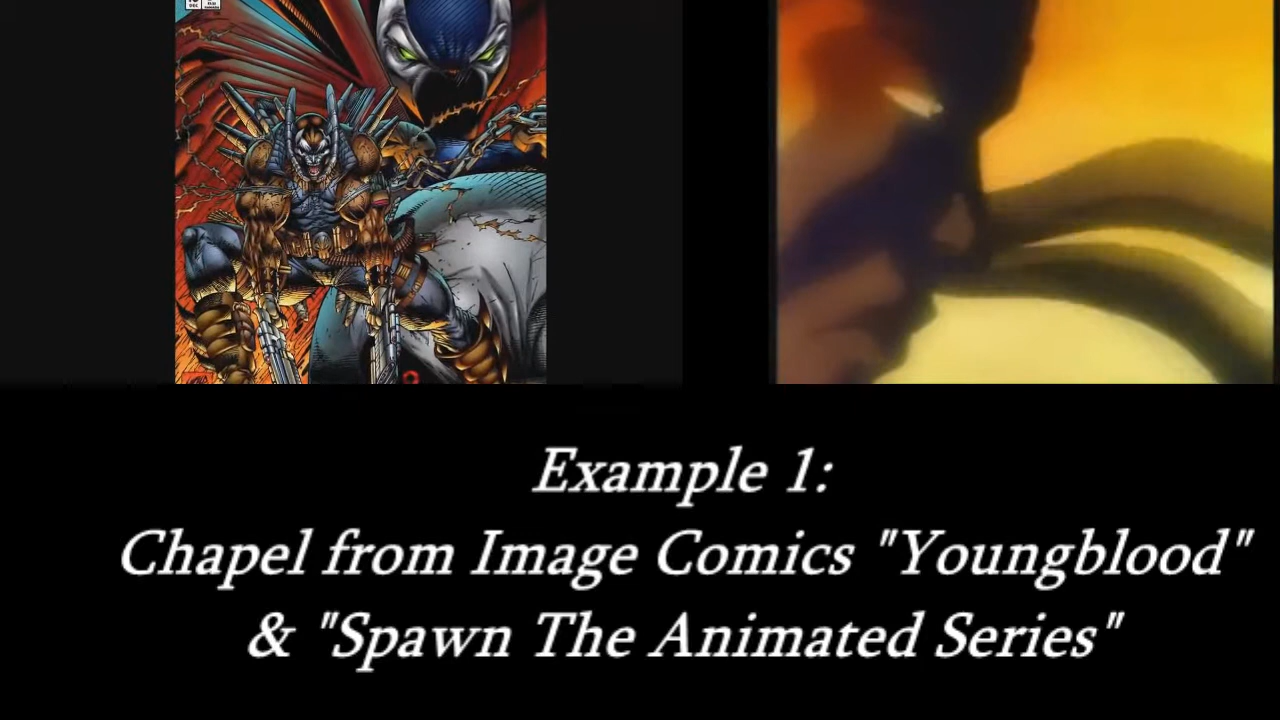 Example 1:
Chapel from Image Comics "Youngblood"
& "Spawn The Animated Series"